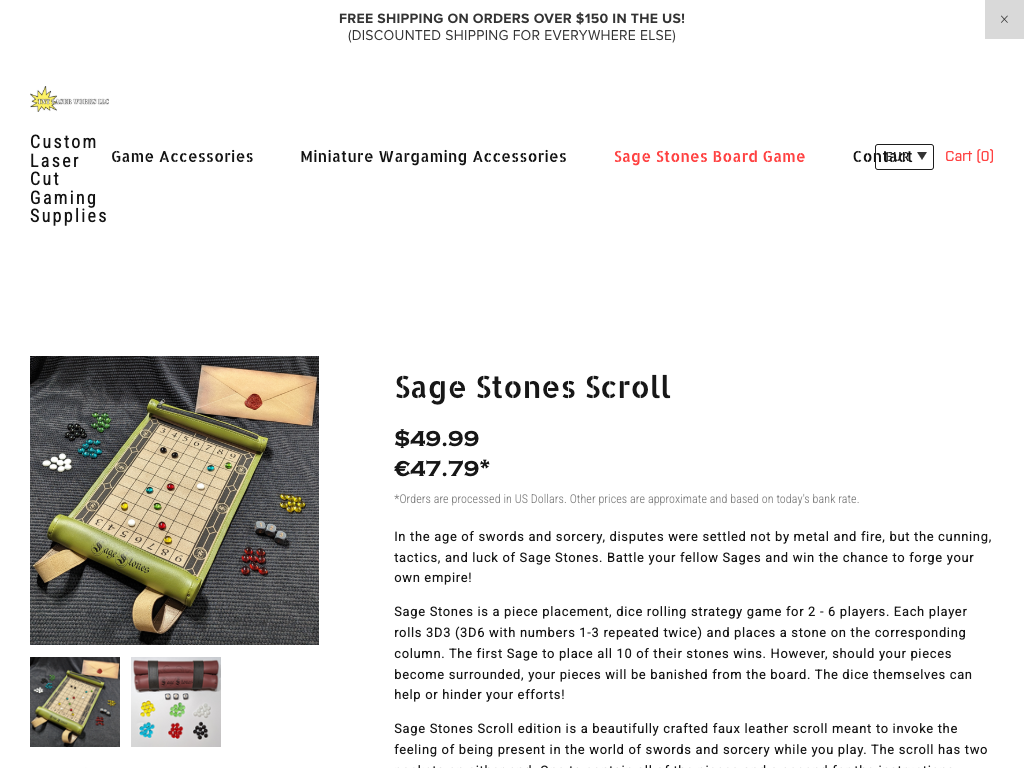 FREE SHIPPING ON ORDERS OVER $150 IN THE US!
(DISCOUNTED SHIPPING FOR EVERYWHERE ELSE)
×
LASER WORKS LLC
Custom
Laser
Cut
Gaming
Supplies
Game Accessories
Miniature Wargaming Accessories
Sage Stones Board Game
Contact
EUR ▼
Cart (0)
3 4 5 6 7 8 9
Sage Stones
Sage Stones Scroll
$49.99
€47.79*
*Orders are processed in US Dollars. Other prices are approximate and based on today's bank rate.
In the age of swords and sorcery, disputes were settled not by metal and fire, but the cunning,
tactics, and luck of Sage Stones. Battle your fellow Sages and win the chance to forge your
own empire!
Sage Stones is a piece placement, dice rolling strategy game for 2 - 6 players. Each player
rolls 3D3 (3D6 with numbers 1-3 repeated twice) and places a stone on the corresponding
column. The first Sage to place all 10 of their stones wins. However, should your pieces
become surrounded, your pieces will be banished from the board. The dice themselves can
help or hinder your efforts!
Sage Stones Scroll edition is a beautifully crafted faux leather scroll meant to invoke the
feeling of being present in the world of swords and sorcery while you play. The scroll has two